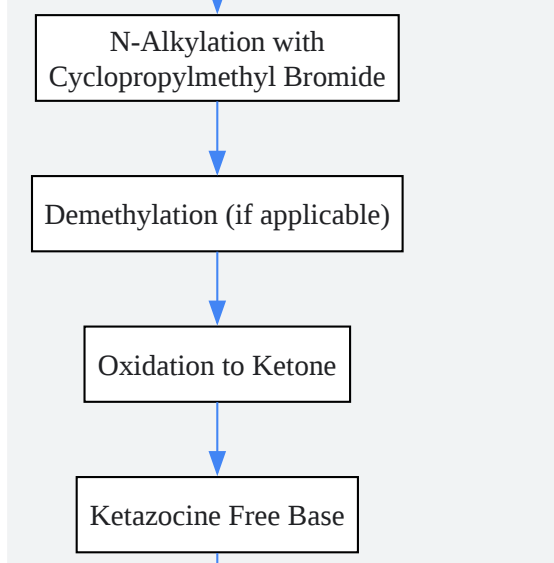 N-Alkylation with
Cyclopropylmethyl Bromide
Demethylation (if applicable)
Oxidation to Ketone
Ketazocine Free Base